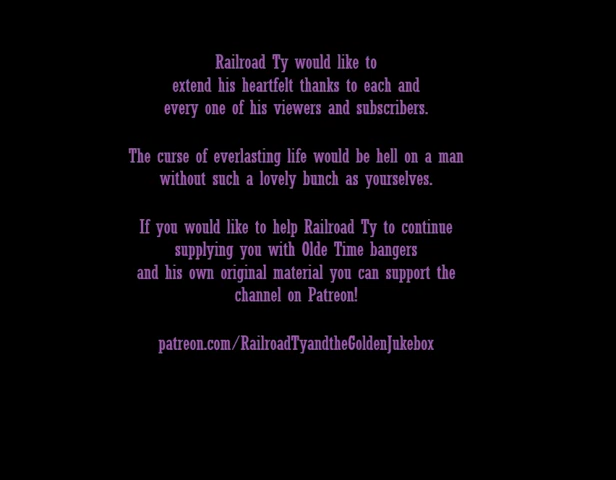 Railroad Ty would like to
extend his heartfelt thanks to each and
every one of his viewers and subscribers.
The curse of everlasting life would be hell on a man
without such a lovely bunch as yourselves.
If you would like to help Railroad Ty to continue
supplying you with Olde Time bangers
and his own original material you can support the
channel on Patreon!
patreon.com/RailroadTyandtheGoldenJukebox